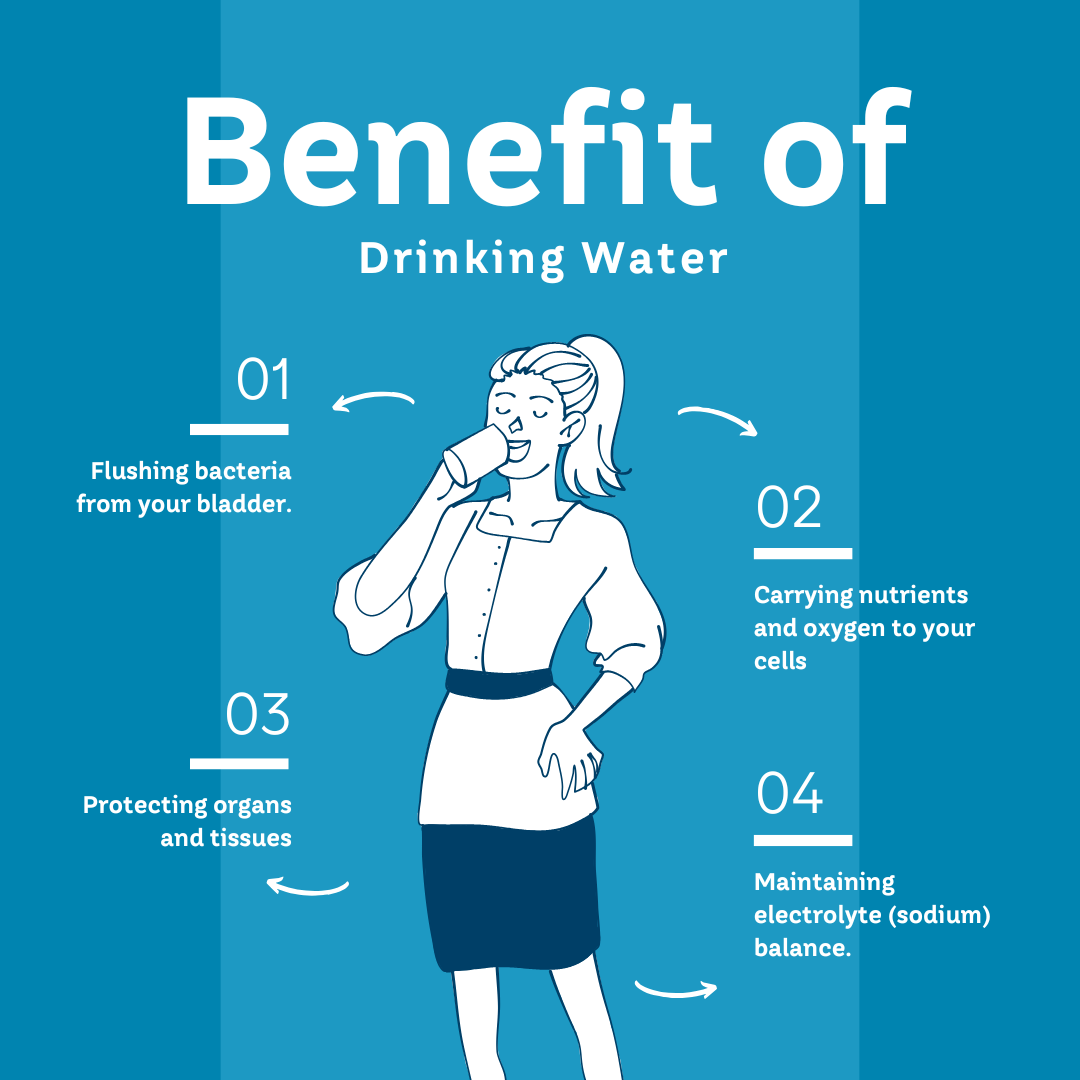 Benefit of
Drinking Water
01
Flushing bacteria
from your bladder.
02
Carrying nutrients
and oxygen to your
cells
03
Protecting organs
and tissues
04
Maintaining
electrolyte (sodium)
balance.